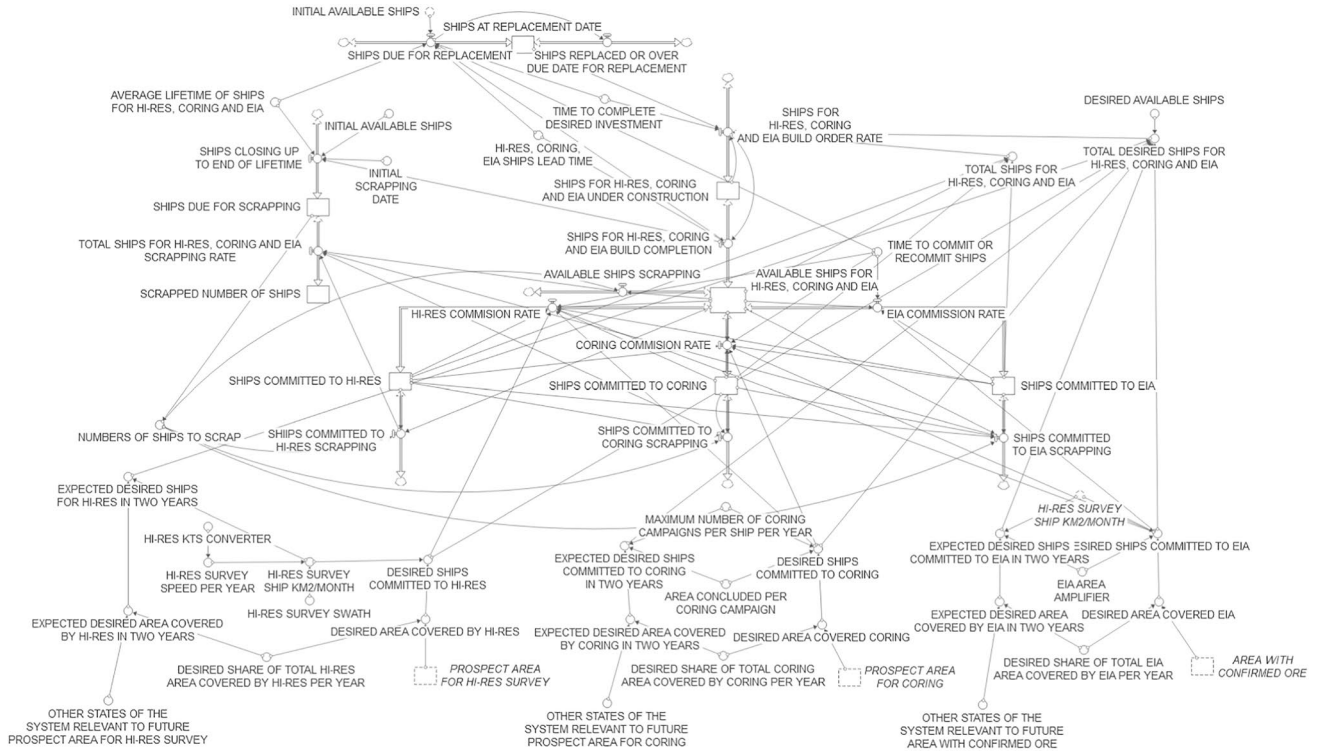 INITIAL AVAILABLE SHIPS
SHIPS AT REPLACEMENT DATE
SHIPS DUE FOR REPLACEMENT
SHIPS REPLACED OR OVER
DUE DATE FOR REPLACEMENT
AVERAGE LIFETIME OF SHIPS
FOR HI-RES, CORING AND EIA
INITIAL AVAILABLE SHIPS
TIME TO COMPLETE
DESIRED INVESTMENT
SHIPS FOR
HI-RES, CORING
AND EIA BUILD ORDER RATE
DESIRED AVAILABLE SHIPS
SHIPS CLOSING UP
TO END OF LIFETIME
INITIAL
SCRAPPING
DATE
HI-RES, CORING,
EIA SHIPS LEAD TIME
TOTAL SHIPS FOR
HI-RES, CORING AND EIA
TOTAL DESIRED SHIPS FOR
HI-RES, CORING AND EIA
SHIPS FOR HI-RES, CORING
AND EIA UNDER CONSTRUCTION
SHIPS DUE FOR SCRAPPING
TOTAL SHIPS FOR HI-RES, CORING AND EIA
SCRAPPING RATE
SHIPS FOR HI-RES, CORING
AND EIA BUILD COMPLETION
TIME TO COMMIT OR
RECOMMIT SHIPS
SCRAPPED NUMBER OF SHIPS
AVAILABLE SHIPS SCRAPPING
AVAILABLE SHIPS FOR
HI-RES, CORING AND EIA
HI-RES COMMISION RATE
EIA COMMISSION RATE
CORING COMMISION RATE
SHIPS COMMITTED TO HI-RES
SHIPS COMMITTED TO CORING
SHIPS COMMITTED TO EIA
NUMBERS OF SHIPS TO SCRAP
SHIPS COMMITTED TO
HI-RES SCRAPPING
SHIPS COMMITTED TO
CORING SCRAPPING
SHIPS COMMITTED
TO EIA SCRAPPING
EXPECTED DESIRED SHIPS
FOR HI-RES IN TWO YEARS
HI-RES KTS CONVERTER
HI-RES SURVEY
SPEED PER YEAR
HI-RES SURVEY
SHIP KM2/MONTH
HI-RES SURVEY SWATH
DESIRED SHIPS
COMMITTED TO HI-RES
MAXIMUM NUMBER OF CORING
CAMPAIGNS PER SHIP PER YEAR
EXPECTED DESIRED SHIPS
COMMITTED TO CORING
IN TWO YEARS
DESIRED SHIPS
COMMITTED TO CORING
AREA CONCLUDED PER
CORING CAMPAIGN
HI-RES SURVEY
SHIP KM2/MONTH
EXPECTED DESIRED SHIPS
COMMITTED TO EIA IN TWO YEARS
ESIRED SHIPS COMMITTED TO EIA
EIA AREA
AMPLIFIER
EXPECTED DESIRED AREA COVERED
BY HI-RES IN TWO YEARS
DESIRED AREA COVERED BY HI-RES
DESIRED SHARE OF TOTAL HI-RES
AREA COVERED BY HI-RES PER YEAR
PROSPECT AREA
FOR HI-RES SURVEY
EXPECTED DESIRED AREA COVERED
BY CORING IN TWO YEARS
DESIRED AREA COVERED CORING
DESIRED SHARE OF TOTAL CORING
AREA COVERED BY CORING PER YEAR
PROSPECT AREA
FOR CORING
EXPECTED DESIRED AREA
COVERED BY EIA IN TWO YEARS
DESIRED AREA COVERED EIA
DESIRED SHARE OF TOTAL EIA
AREA COVERED BY EIA PER YEAR
AREA WITH
CONFIRMED ORE
OTHER STATES OF THE
SYSTEM RELEVANT TO FUTURE
PROSPECT AREA FOR HI-RES SURVEY
OTHER STATES OF THE
SYSTEM RELEVANT TO FUTURE
PROSPECT AREA FOR CORING
OTHER STATES OF THE
SYSTEM RELEVANT TO FUTURE
AREA WITH CONFIRMED ORE